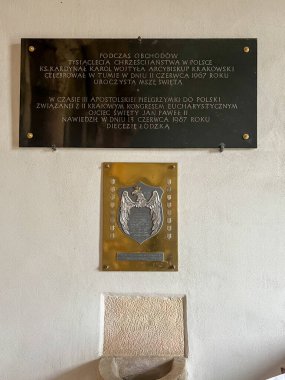 PODCZAS OBCHODÓW
TYSIĄCLECIA CHRZEŚCIJAŃSTWA W POLSCE
KS. KARDYNAŁ KAROL WOJTYŁA ARCYBISKUP KRAKOWSKI
CELEBROWAŁ W TUMIE W DNIU 11 CZERWCA 1967 ROKU
UROCZYSTĄ MSZĘ ŚWIĘTĄ
W CZASIE III APOSTOLSKIEJ PIELGRZYMKI DO POLSKI
ZWIĄZANEJ Z II KRAJOWYM KONGRESEM EUCHARYSTYCZNYM
OJCIEC ŚWIĘTY JAN PAWEŁ II
NAWIEDZIŁ W DNIU 13 CZERWCA 1987 ROKU
DIECEZJĘ ŁÓDZKĄ